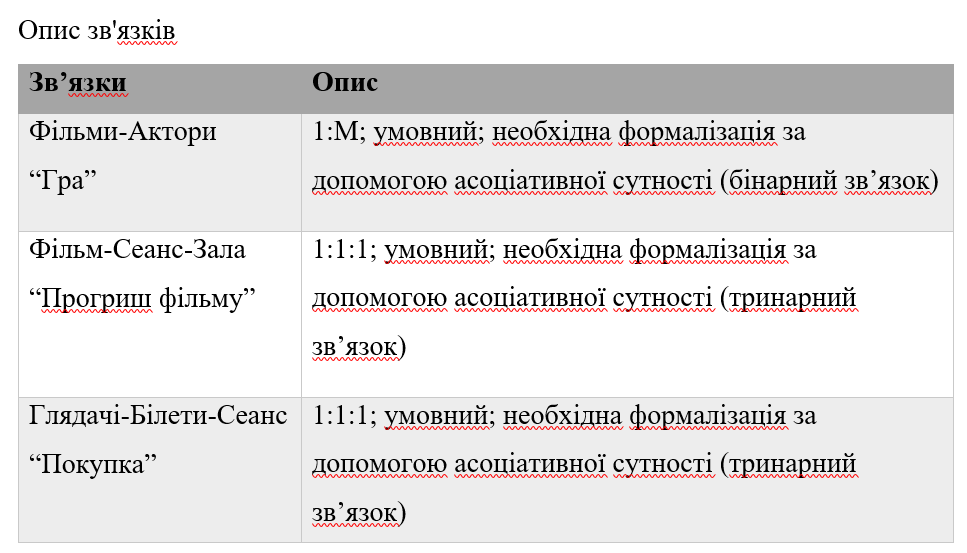 Опис зв'язків
Зв’язки
Опис
Фільми-Актори
“Гра”
1:М; умовний; необхідна формалізація за
допомогою асоціативної сутності (бінарний зв’язок)
Фільм-Сеанс-Зала
“Прогриш фільму”
1:1:1; умовний; необхідна формалізація за
допомогою асоціативної сутності (тринарний
зв’язок)
Глядачі-Білети-Сеанс
“Покупка”
1:1:1; умовний; необхідна формалізація за
допомогою асоціативної сутності (тринарний
зв’язок)